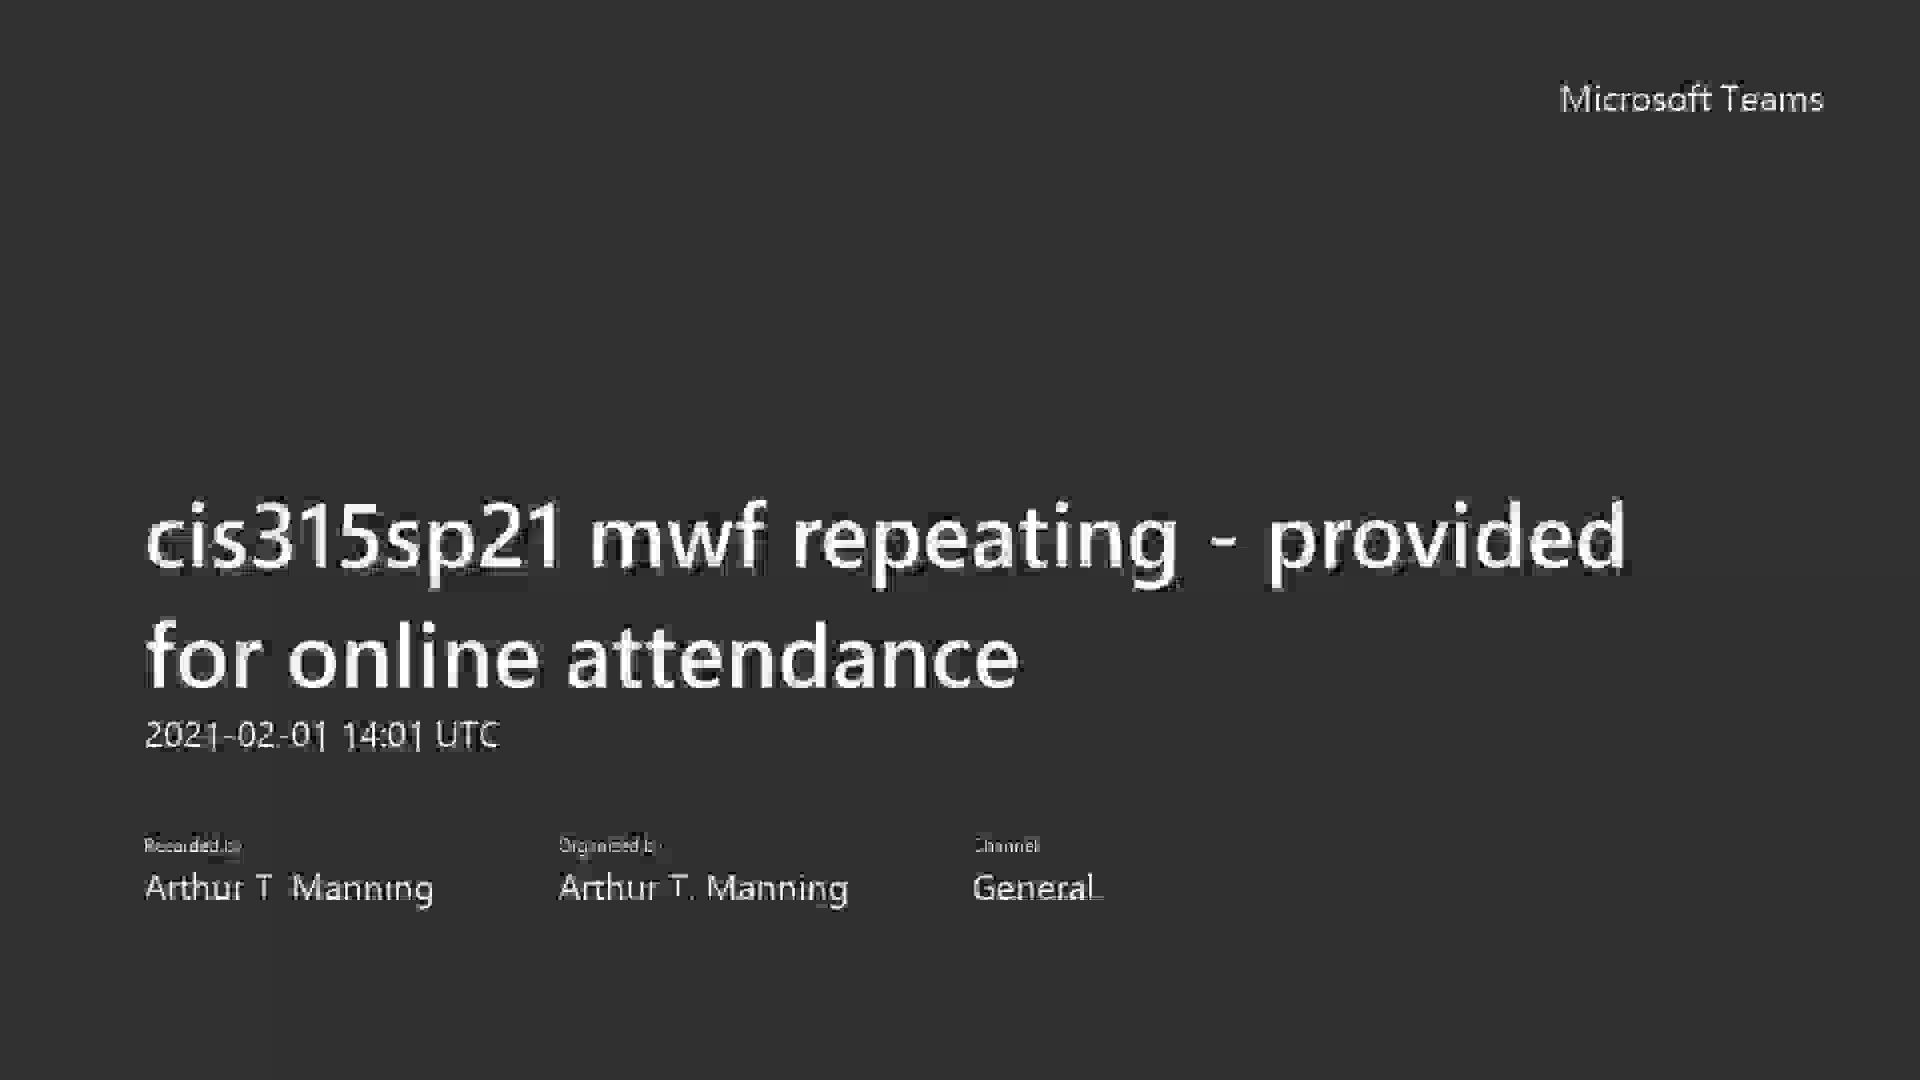 Microsoft Teams
cis315sp21 mwf repeating - provided
for online attendance
2021-02-01 14:01 UTC
Recorded by
Organized by
Channel
Arthur T. Manning
Arthur T. Manning
General